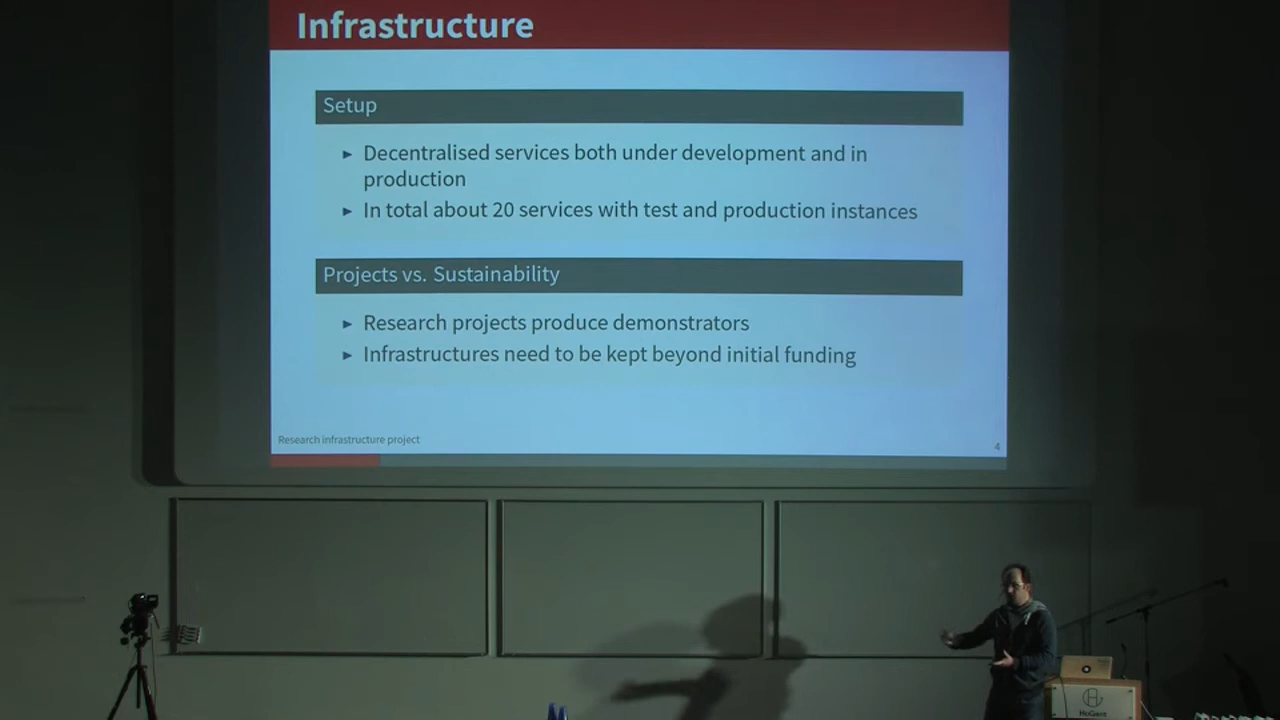 Infrastructure
Setup
► Decentralised services both under development and in
production
► In total about 20 services with test and production instances
Projects vs. Sustainability
► Research projects produce demonstrators
► Infrastructures need to be kept beyond initial funding
Research infrastructure project
4
HoGent